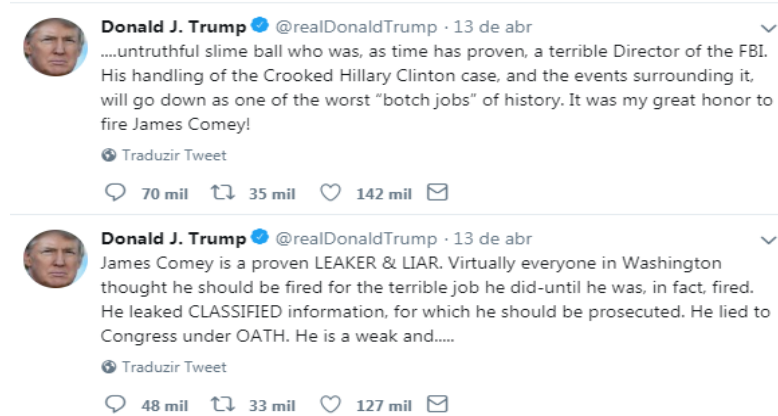 Donald J. Trump @realDonaldTrump · 13 de abr
....untruthful slime ball who was, as time has proven, a terrible Director of the FBI.
His handling of the Crooked Hillary Clinton case, and the events surrounding it,
will go down as one of the worst "botch jobs" of history. It was my great honor to
fire James Comey!
Traduzir Tweet
70 mil 35 mil 142 mil
Donald J. Trump @realDonaldTrump · 13 de abr
James Comey is a proven LEAKER & LIAR. Virtually everyone in Washington
thought he should be fired for the terrible job he did-until he was, in fact, fired.
He leaked CLASSIFIED information, for which he should be prosecuted. He lied to
Congress under OATH. He is a weak and.....
Traduzir Tweet
48 mil 33 mil 127 mil